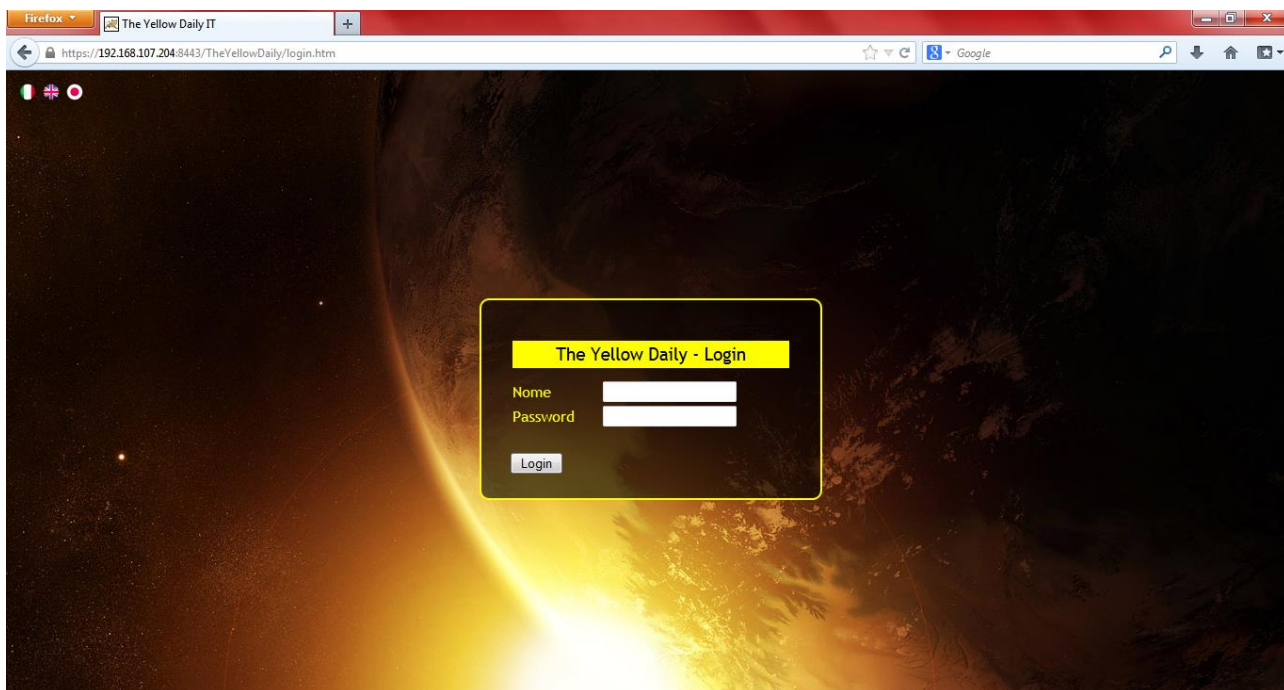 Firefox
The Yellow Daily IT
https://192.168.107.204:8443/TheYellowDaily/login.htm
Google
The Yellow Daily - Login
Nome
Password
Login